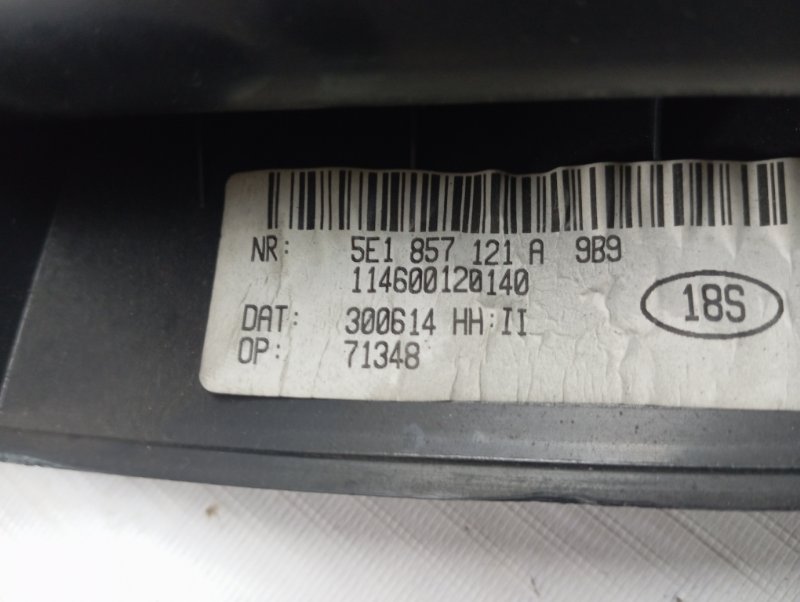 NR: 5E1 857 121 A 9B9
114600120140
DAT: 300614 HH:II
OP: 71348
18S